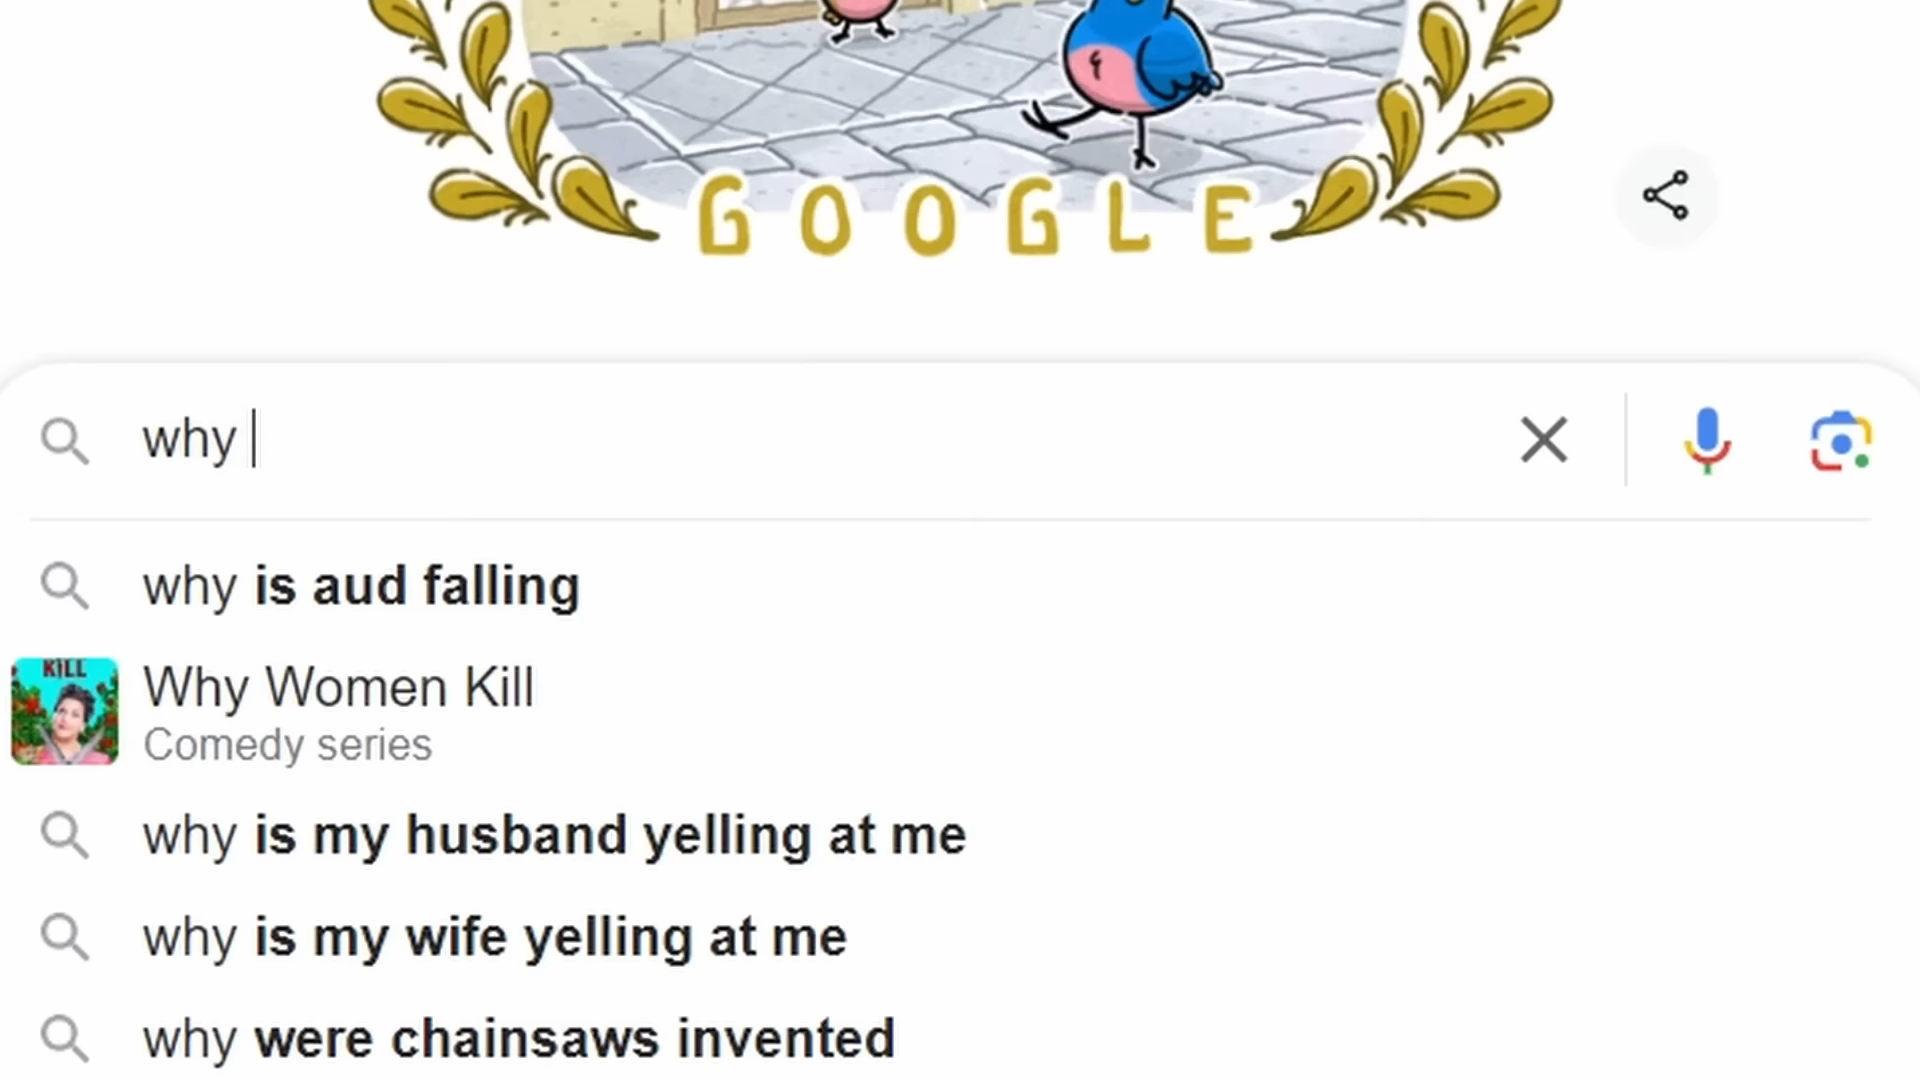 GOOGLE
why
why is aud falling
KILL
Why Women Kill
Comedy series
why is my husband yelling at me
why is my wife yelling at me
why were chainsaws invented